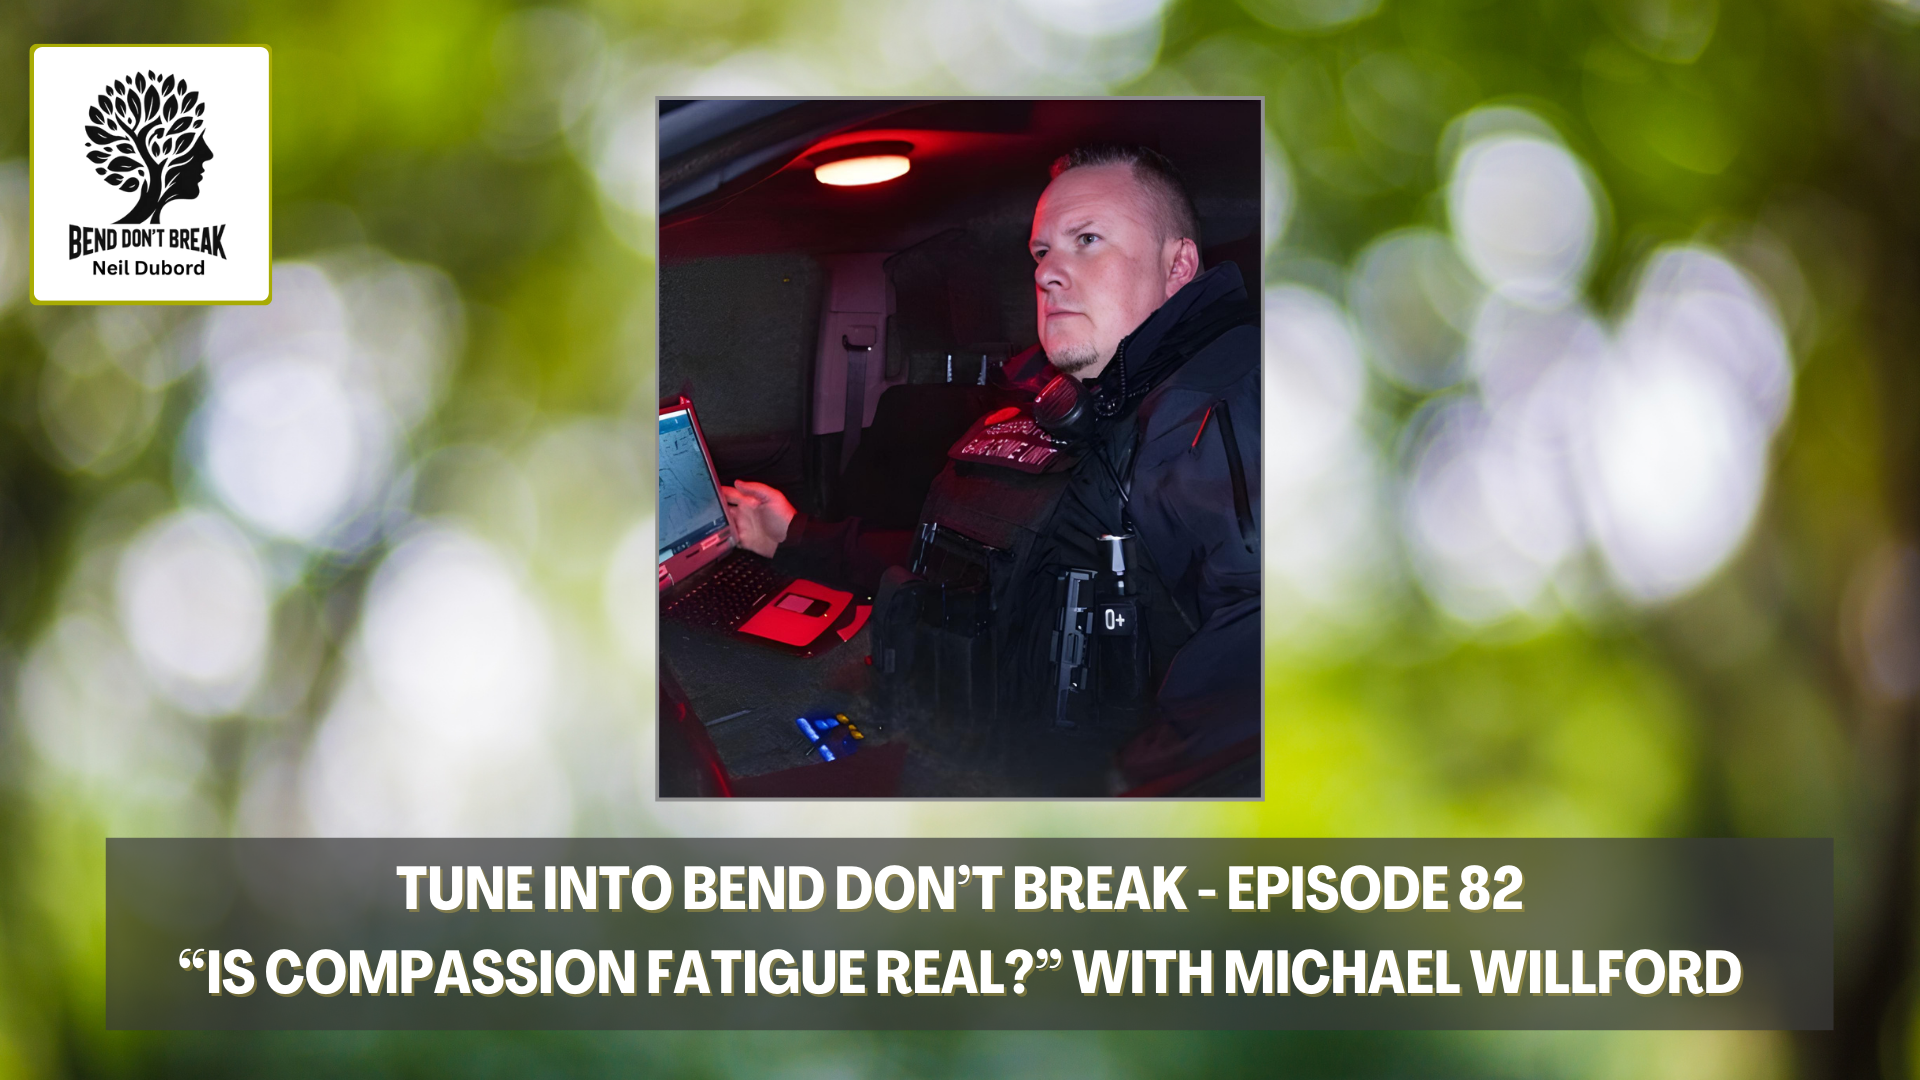 BEND DON'T BREAK
Neil Dubord
0+
TUNE INTO BEND DON'T BREAK - EPISODE 82
“IS COMPASSION FATIGUE REAL?” WITH MICHAEL WILLFORD